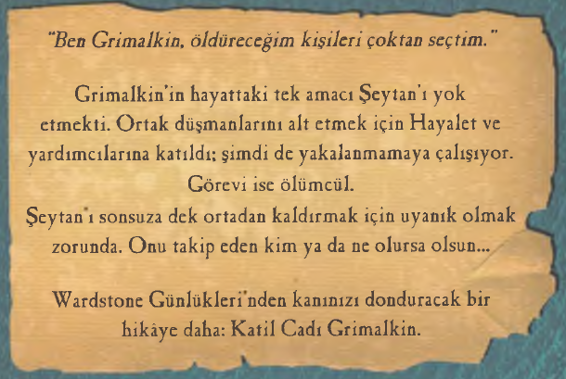 "Ben Grimalkin, öldüreceğim kişileri çoktan seçtim."
Grimalkin'in hayattaki tek amacı Şeytan'ı yok
etmekti. Ortak düşmanlarını alt etmek için Hayalet ve
yardımcılarına katıldı; şimdi de yakalanmamaya çalışıyor.
Görevi ise ölümcül.
Şeytan'ı sonsuza dek ortadan kaldırmak için uyanık olmak
zorunda. Onu takip eden kim ya da ne olursa olsun...
Wardstone Günlükleri'nden kanınızı donduracak bir
hikâye daha: Katil Cadı Grimalkin.